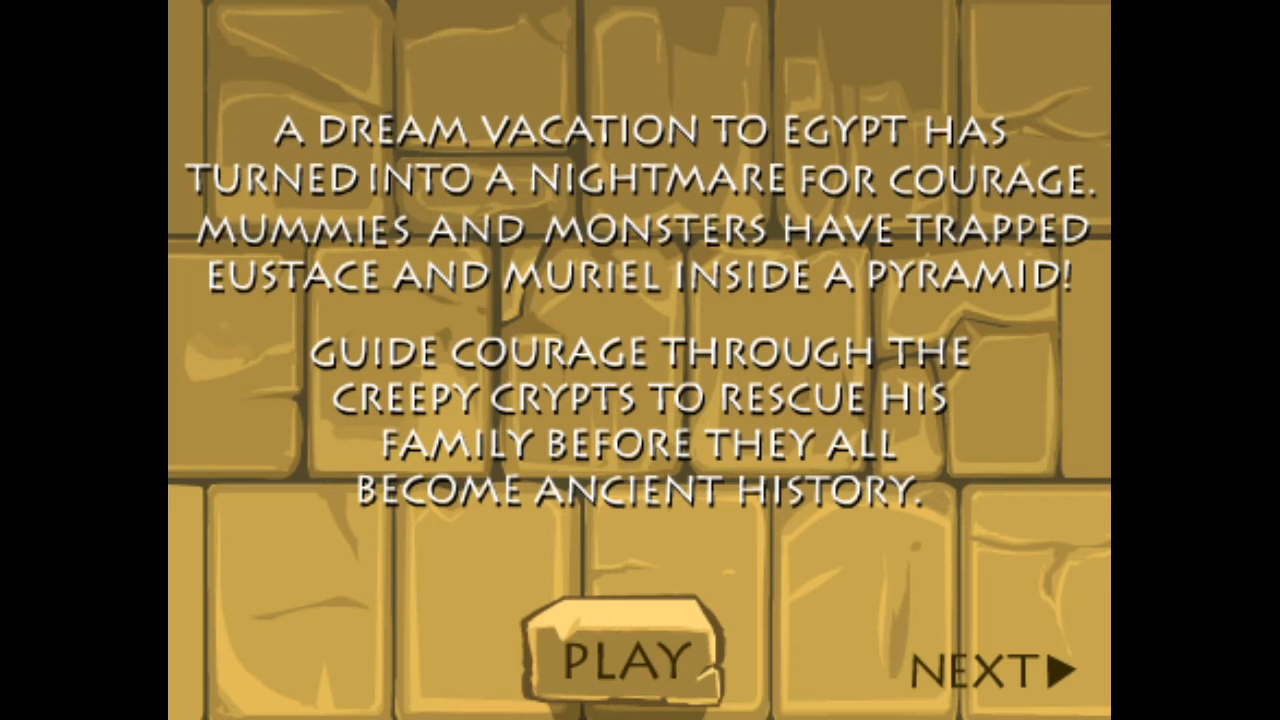 A DREAM VACATION TO EGYPT HAS
TURNED INTO A NIGHTMARE FOR COURAGE.
MUMMIES AND MONSTERS HAVE TRAPPED
EUSTACE AND MURIEL INSIDE A PYRAMID!
GUIDE COURAGE THROUGH THE
CREEPY CRYPTS TO RESCUE HIS
FAMILY BEFORE THEY ALL
BECOME ANCIENT HISTORY.
PLAY
NEXT